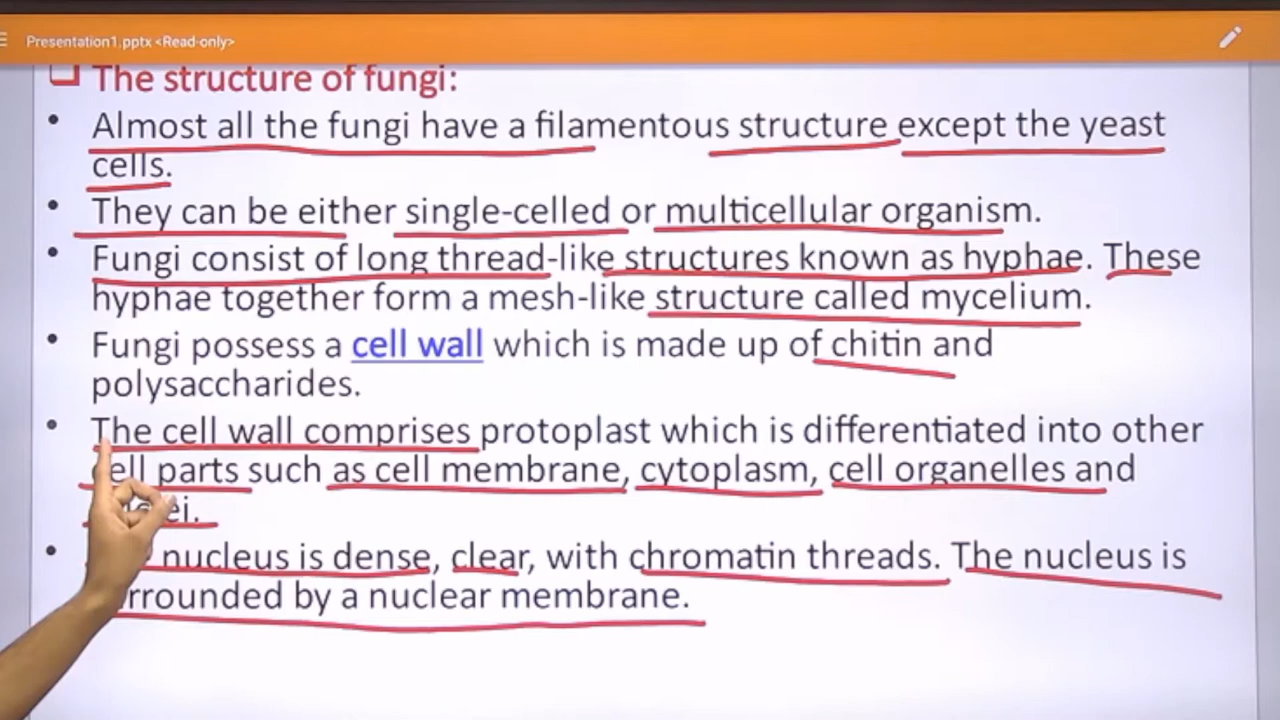 Presentation1.pptx <Read-only>
The structure of fungi:
• Almost all the fungi have a filamentous structure except the yeast
cells.
• They can be either single-celled or multicellular organism.
• Fungi consist of long thread-like structures known as hyphae. These
hyphae together form a mesh-like structure called mycelium.
• Fungi possess a cell wall which is made up of chitin and
polysaccharides.
• The cell wall comprises protoplast which is differentiated into other
cell parts such as cell membrane, cytoplasm, cell organelles and
• nucleus is dense, clear, with chromatin threads. The nucleus is
by a nuclear membrane.